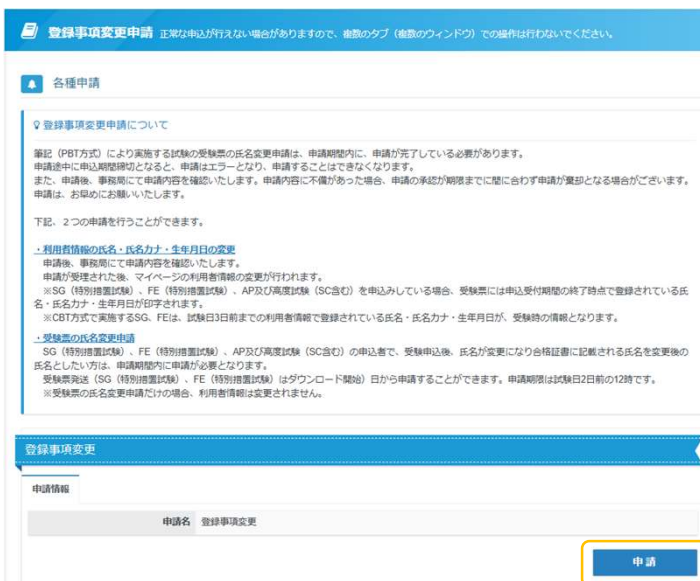 登録事項変更申請 正常な申込が行えない場合がありますので、複数のタブ（複数のウィンドウ）での操作は行わないでください。
各種申請
登録事項変更申請について
筆記（PBT方式）により実施する試験の受験票の氏名変更申請は、申請期間内に、申請が完了している必要があります。
申請途中に申込期間締切となると、申請はエラーとなり、申請することはできなくなります。
また、申請後、事務局にて申請内容を確認いたします。申請内容に不備があった場合、申請の承認が期限までに間に合わず申請が棄却となる場合がございます。
申請は、お早めにお願いいたします。
下記、２つの申請を行うことができます。
・利用者情報の氏名・氏名カナ・生年月日の変更
申請後、事務局にて申請内容を確認いたします。
申請が受理された後、マイページの利用者情報の変更が行われます。
※SG（特別措置試験）、FE（特別措置試験）、AP及び高度試験（SC含む）を申込みしている場合、受験票には申込受付期間の終了時点で登録されている氏
名・氏名カナ・生年月日が印字されます。
※CBT方式で実施するSG、FEは、試験日3日前までの利用者情報で登録されている氏名・氏名カナ・生年月日が、受験時の情報となります。
・受験票の氏名変更申請
SG（特別措置試験）、FE（特別措置試験）、AP及び高度試験（SC含む）の申込者で、受験申込後、氏名が変更になり合格証書に記載される氏名を変更後の
氏名としたい方は、申請期間内に申請が必要となります。
受験票発送（SG（特別措置試験）、FE（特別措置試験）はダウンロード開始）日から申請することができます。申請期限は試験日2日前の12時です。
※受験票の氏名変更申請だけの場合、利用者情報は変更されません。
登録事項変更
申請情報
申請名 登録事項変更
申請